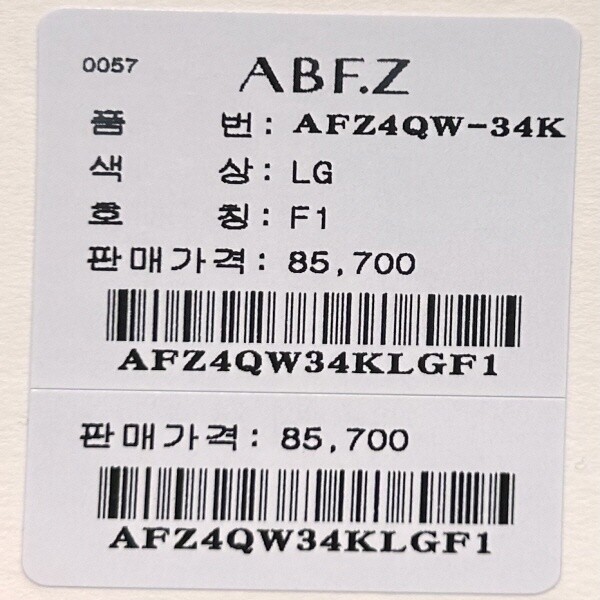 0057 ABF.Z
품 번: AFZ4QW-34K
색 상: LG
호 칭: F1
판매가격: 85,700
AFZ4QW34KLGF1
판매가격: 85,700
AFZ4QW34KLGF1